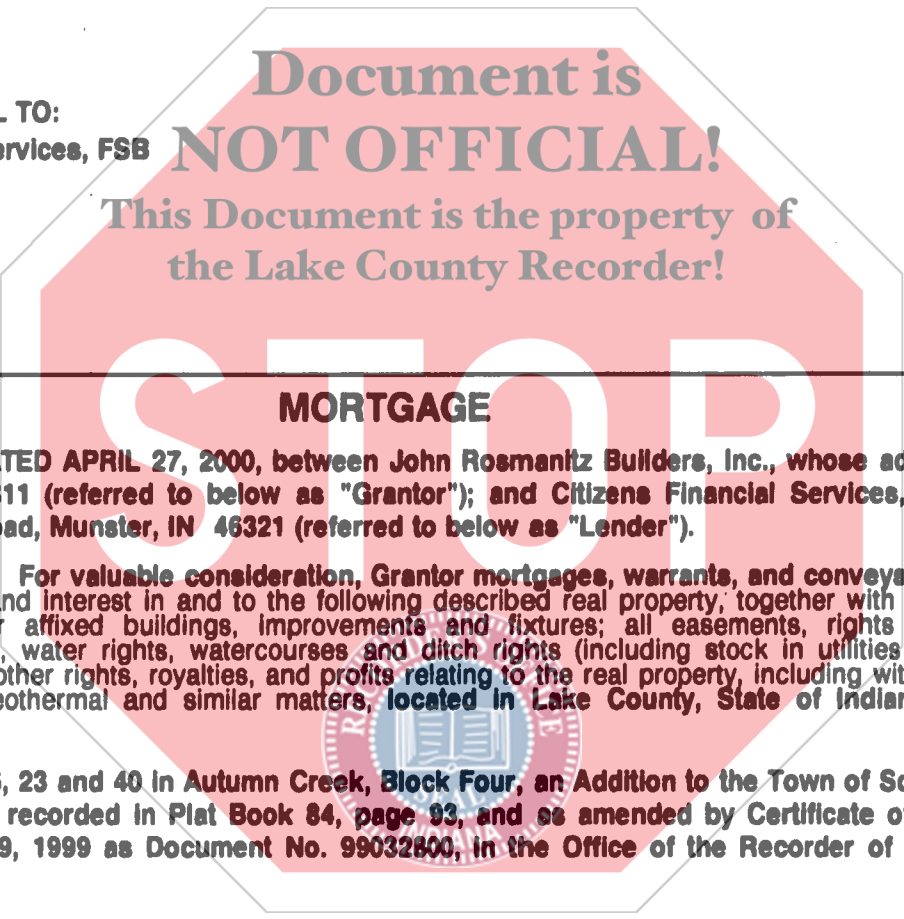 Document is
NOT OFFICIAL!
This Document is the property of
the Lake County Recorder!
STOP
L TO:
ervices, FSB
MORTGAGE
TED APRIL 27, 2000, between John Rosmanitz Builders, Inc., whose ad
511 (referred to below as "Grantor"); and Citizens Financial Services,
oad, Munster, IN 46321 (referred to below as "Lender").
For valuable consideration, Grantor mortgages, warrants, and conveys
nd interest in and to the following described real property, together with
r affixed buildings, improvements and fixtures; all easements, rights
, water rights, watercourses and ditch rights (including stock in utilities
other rights, royalties, and profits relating to the real property, including wit
eothermal and similar matters, located in Lake County, State of Indian
, 23 and 40 in Autumn Creek, Block Four, an Addition to the Town of Sc
recorded in Plat Book 84, page 93, and as amended by Certificate of
9, 1999 as Document No. 99032800, in the Office of the Recorder of
INDIANA